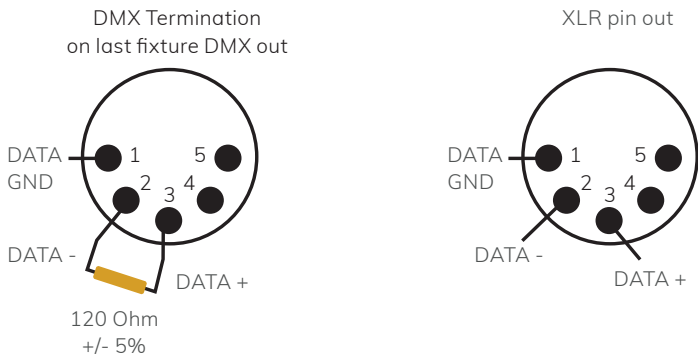 DMX Termination
on last fixture DMX out
DATA
GND
1
2
3
4
5
DATA -
DATA +
120 Ohm
+/- 5%
XLR pin out
DATA
GND
1
2
3
4
5
DATA -
DATA +